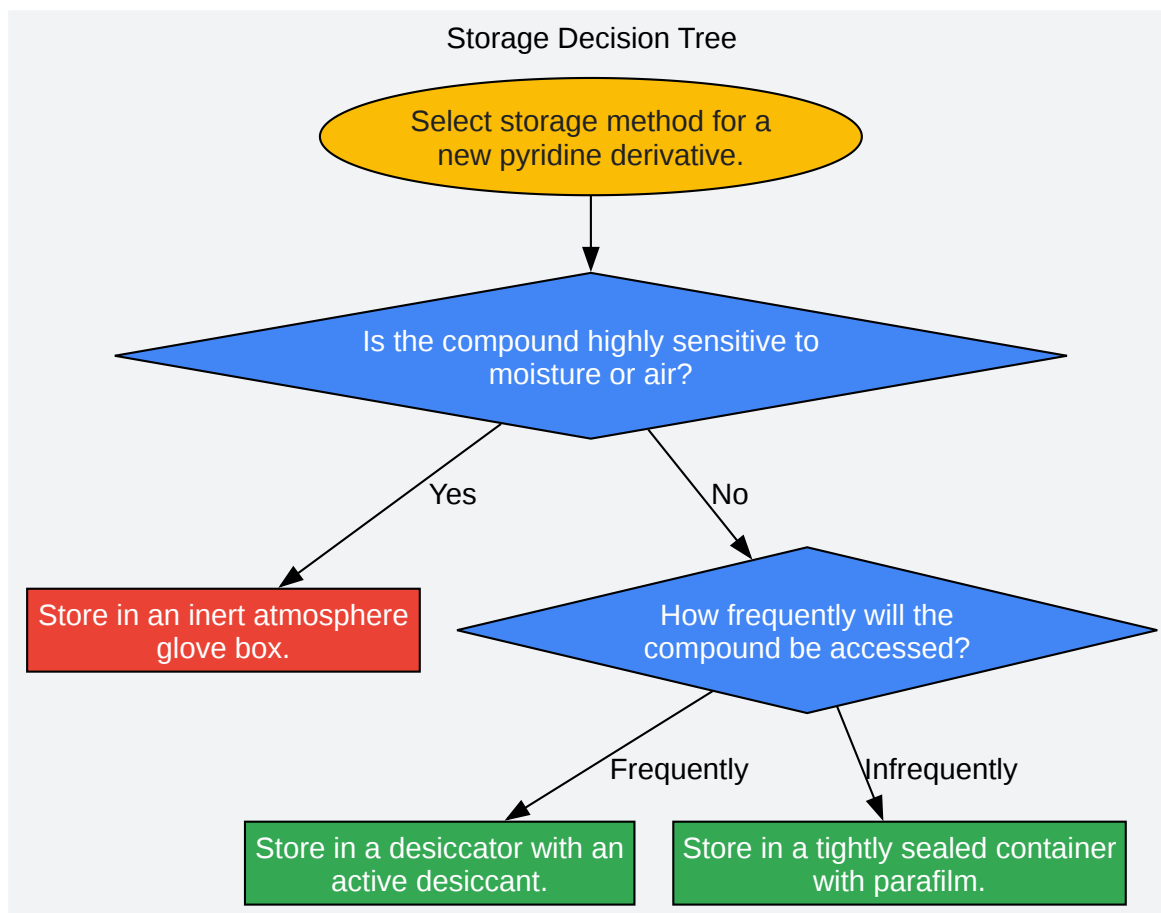 Storage Decision Tree
Select storage method for a
new pyridine derivative.
Is the compound highly sensitive to
moisture or air?
Yes
No
Store in an inert atmosphere
glove box.
How frequently will the
compound be accessed?
Frequently
Infrequently
Store in a desiccator with an
active desiccant.
Store in a tightly sealed container
with parafilm.